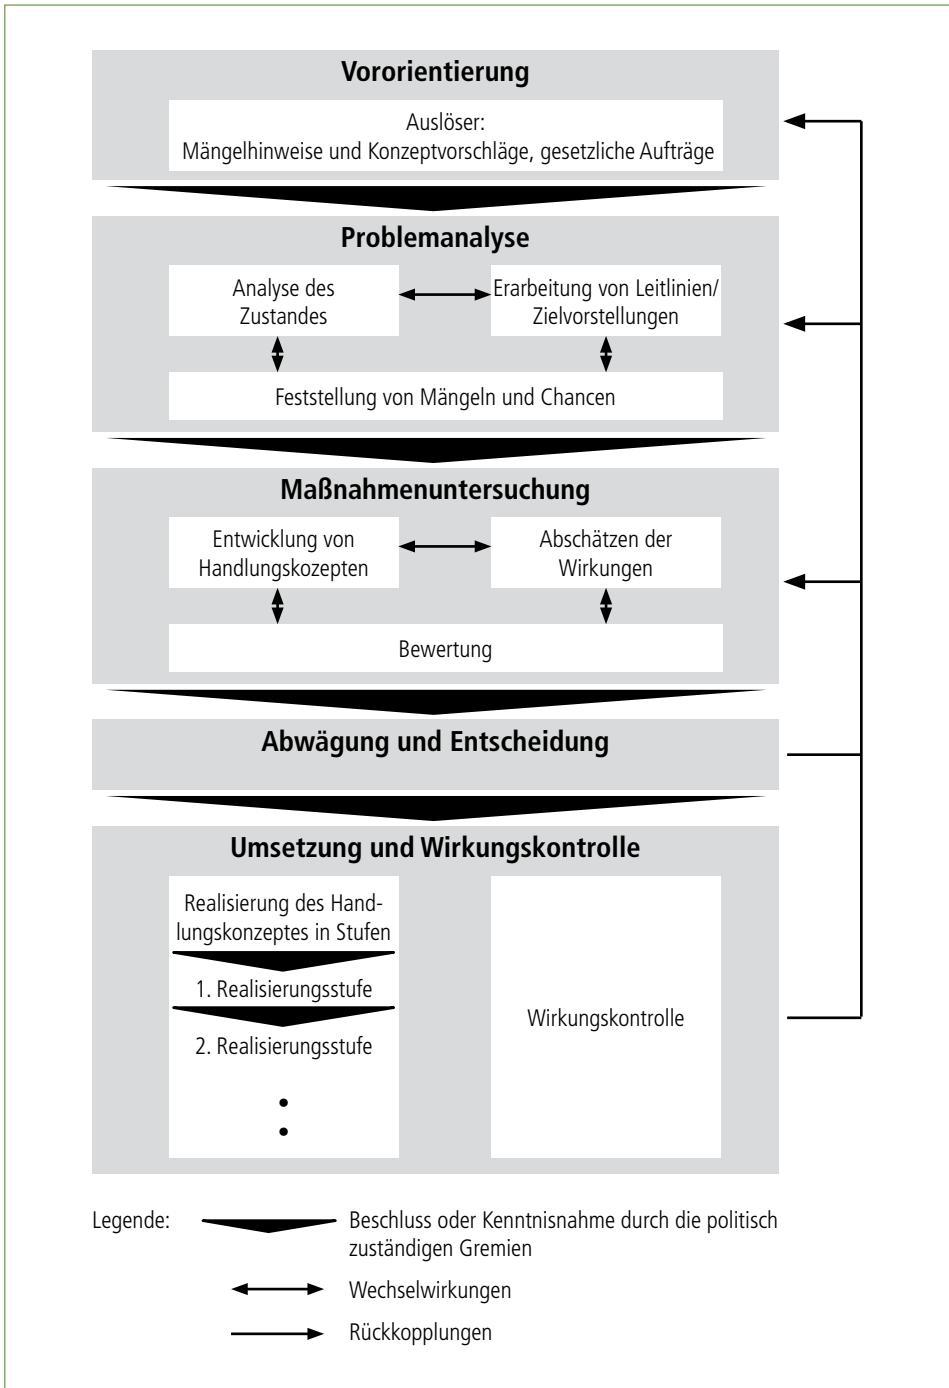 Vororientierung
Auslöser:
Mängelhinweise und Konzeptvorschläge, gesetzliche Aufträge
Problemanalyse
Analyse des
Zustandes
Erarbeitung von Leitlinien/
Zielvorstellungen
Feststellung von Mängeln und Chancen
Maßnahmenuntersuchung
Entwicklung von
Handlungskozepten
Abschätzen der
Wirkungen
Bewertung
Abwägung und Entscheidung
Umsetzung und Wirkungskontrolle
Realisierung des Hand-
lungskonzeptes in Stufen
1. Realisierungsstufe
2. Realisierungsstufe
Wirkungskontrolle
Legende:
Beschluss oder Kenntnisnahme durch die politisch
zuständigen Gremien
Wechselwirkungen
Rückkopplungen